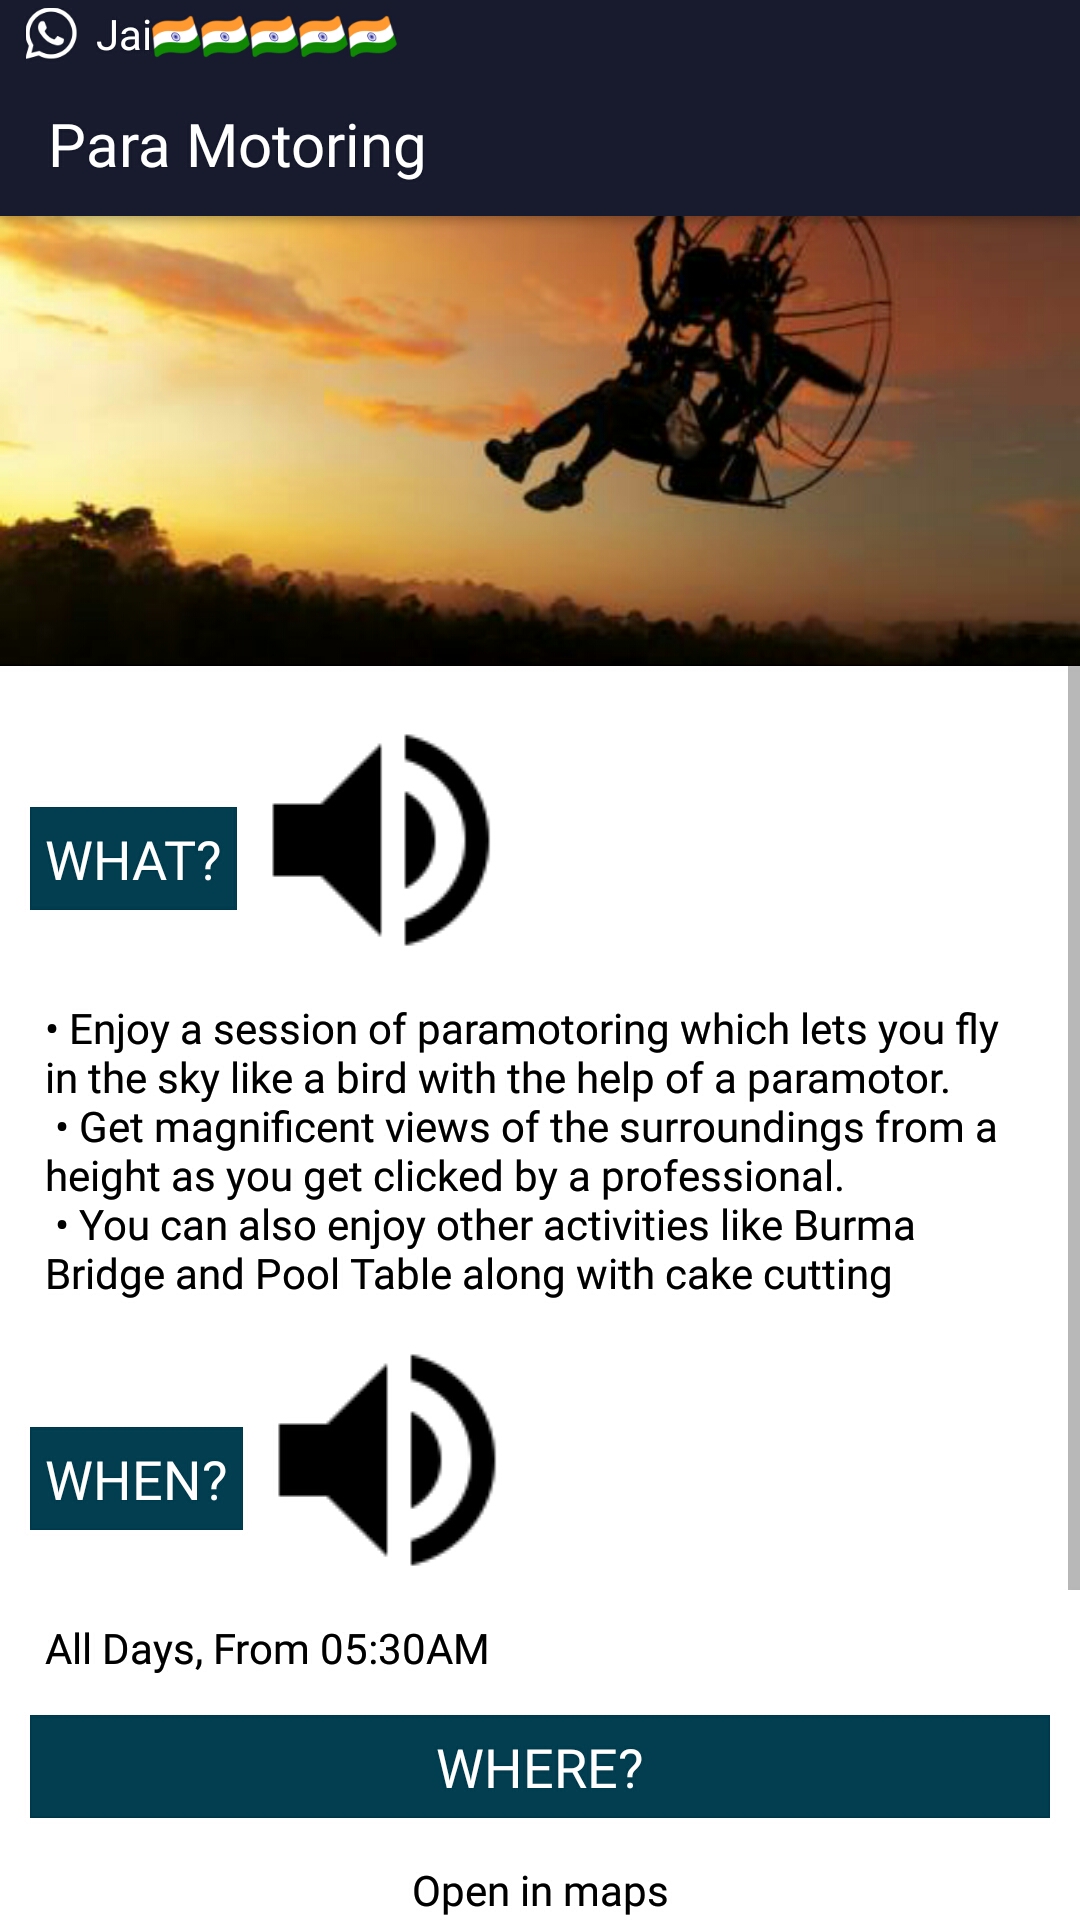 Jai🇮🇳🇮🇳🇮🇳🇮🇳🇮🇳
Para Motoring
WHAT?
• Enjoy a session of paramotoring which lets you fly
in the sky like a bird with the help of a paramotor.
• Get magnificent views of the surroundings from a
height as you get clicked by a professional.
• You can also enjoy other activities like Burma
Bridge and Pool Table along with cake cutting
WHEN?
All Days, From 05:30AM
WHERE?
Open in maps